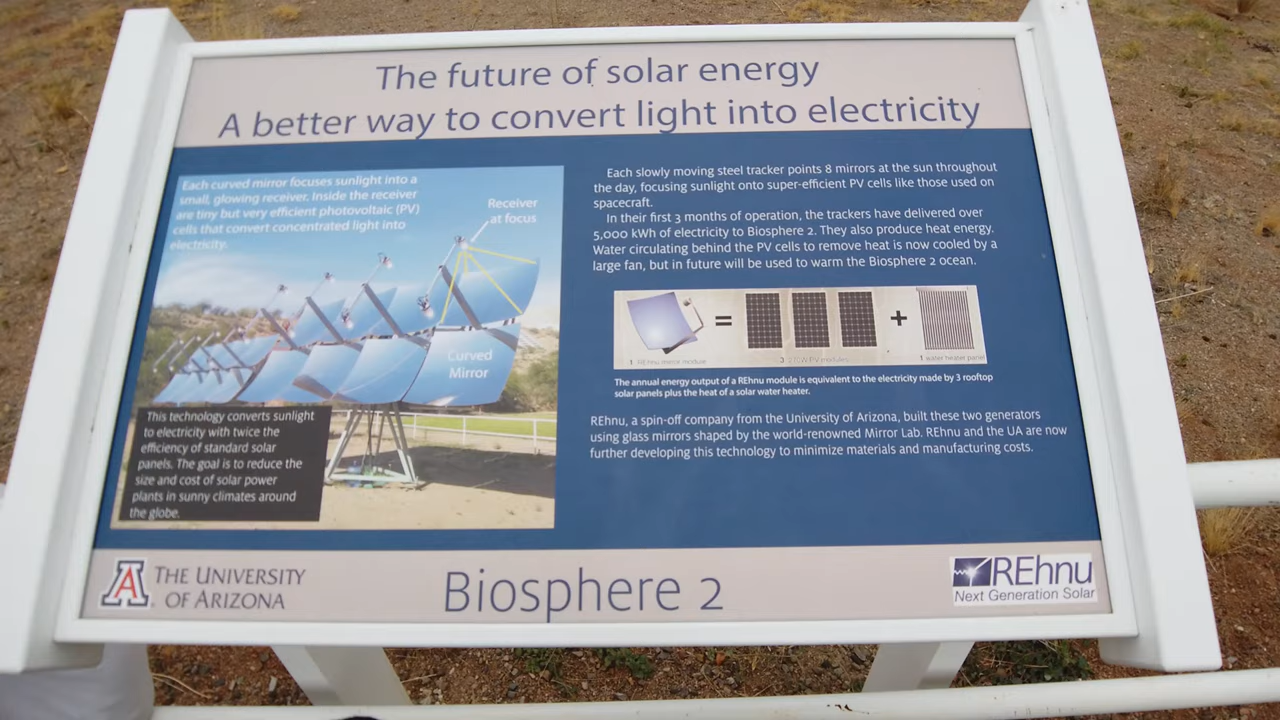 The future of solar energy
A better way to convert light into electricity
Each curved mirror focuses sunlight into a
small, glowing receiver. Inside the receiver
are tiny but very efficient photovoltaic (PV)
cells that convert concentrated light into
electricity.
Receiver
at focus
Curved
Mirror
This technology converts sunlight
to electricity with twice the
efficiency of standard solar
panels. The goal is to reduce the
size and cost of solar power
plants in sunny climates around
the globe.
Each slowly moving steel tracker points 8 mirrors at the sun throughout
the day, focusing sunlight onto super-efficient PV cells like those used on
spacecraft.
In their first 3 months of operation, the trackers have delivered over
5,000 kWh of electricity to Biosphere 2. They also produce heat energy.
Water circulating behind the PV cells to remove heat is now cooled by a
large fan, but in future will be used to warm the Biosphere 2 ocean.
= +
1 REhnu mirror module
3 PV modules
1 water heater panel
The annual energy output of a REhnu module is equivalent to the electricity made by 3 rooftop
solar panels plus the heat of a solar water heater.
REhnu, a spin-off company from the University of Arizona, built these two generators
using glass mirrors shaped by the world-renowned Mirror Lab. REhnu and the UA are now
further developing this technology to minimize materials and manufacturing costs.
A
THE UNIVERSITY
OF ARIZONA
Biosphere 2
REhnu
Next Generation Solar